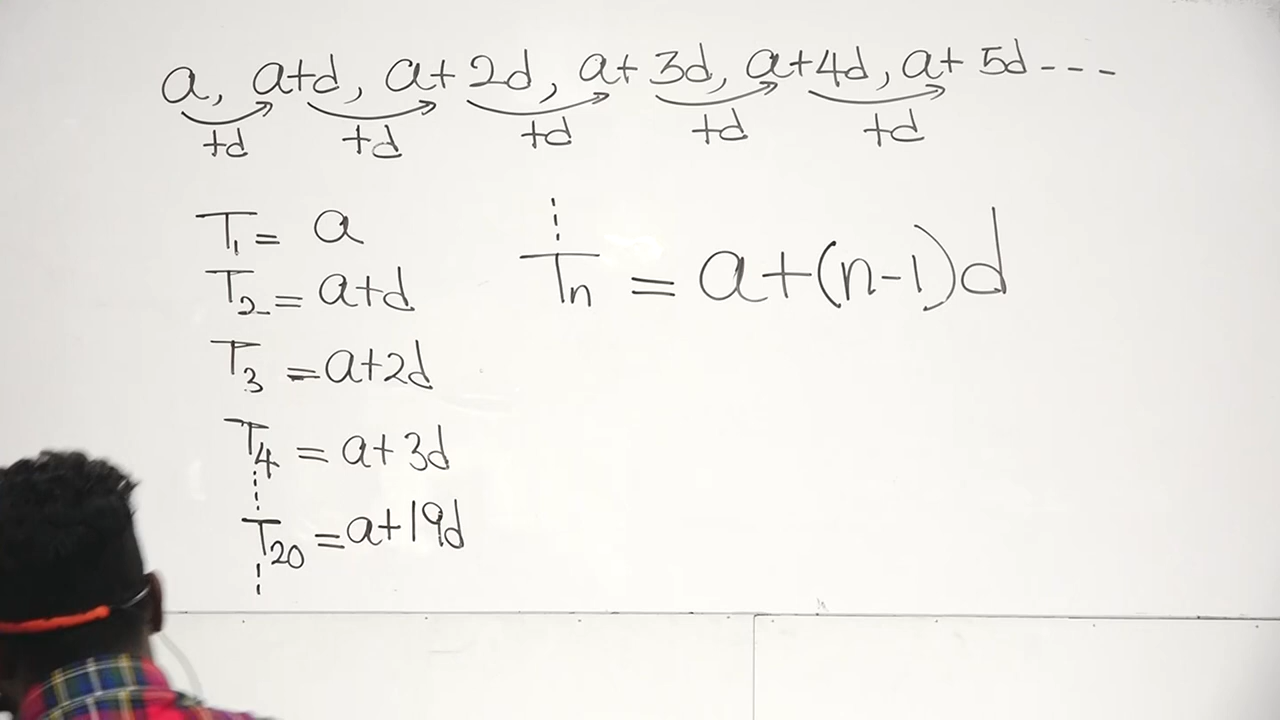 a, a+d, a+2d, a+3d, a+4d, a+5d---
+d +d +d +d +d
T₁= a
T₂=a+d
T₃ =a+2d
T₄ = a+3d
T₂₀ =a+19d
Tₙ = a+(n-1)d